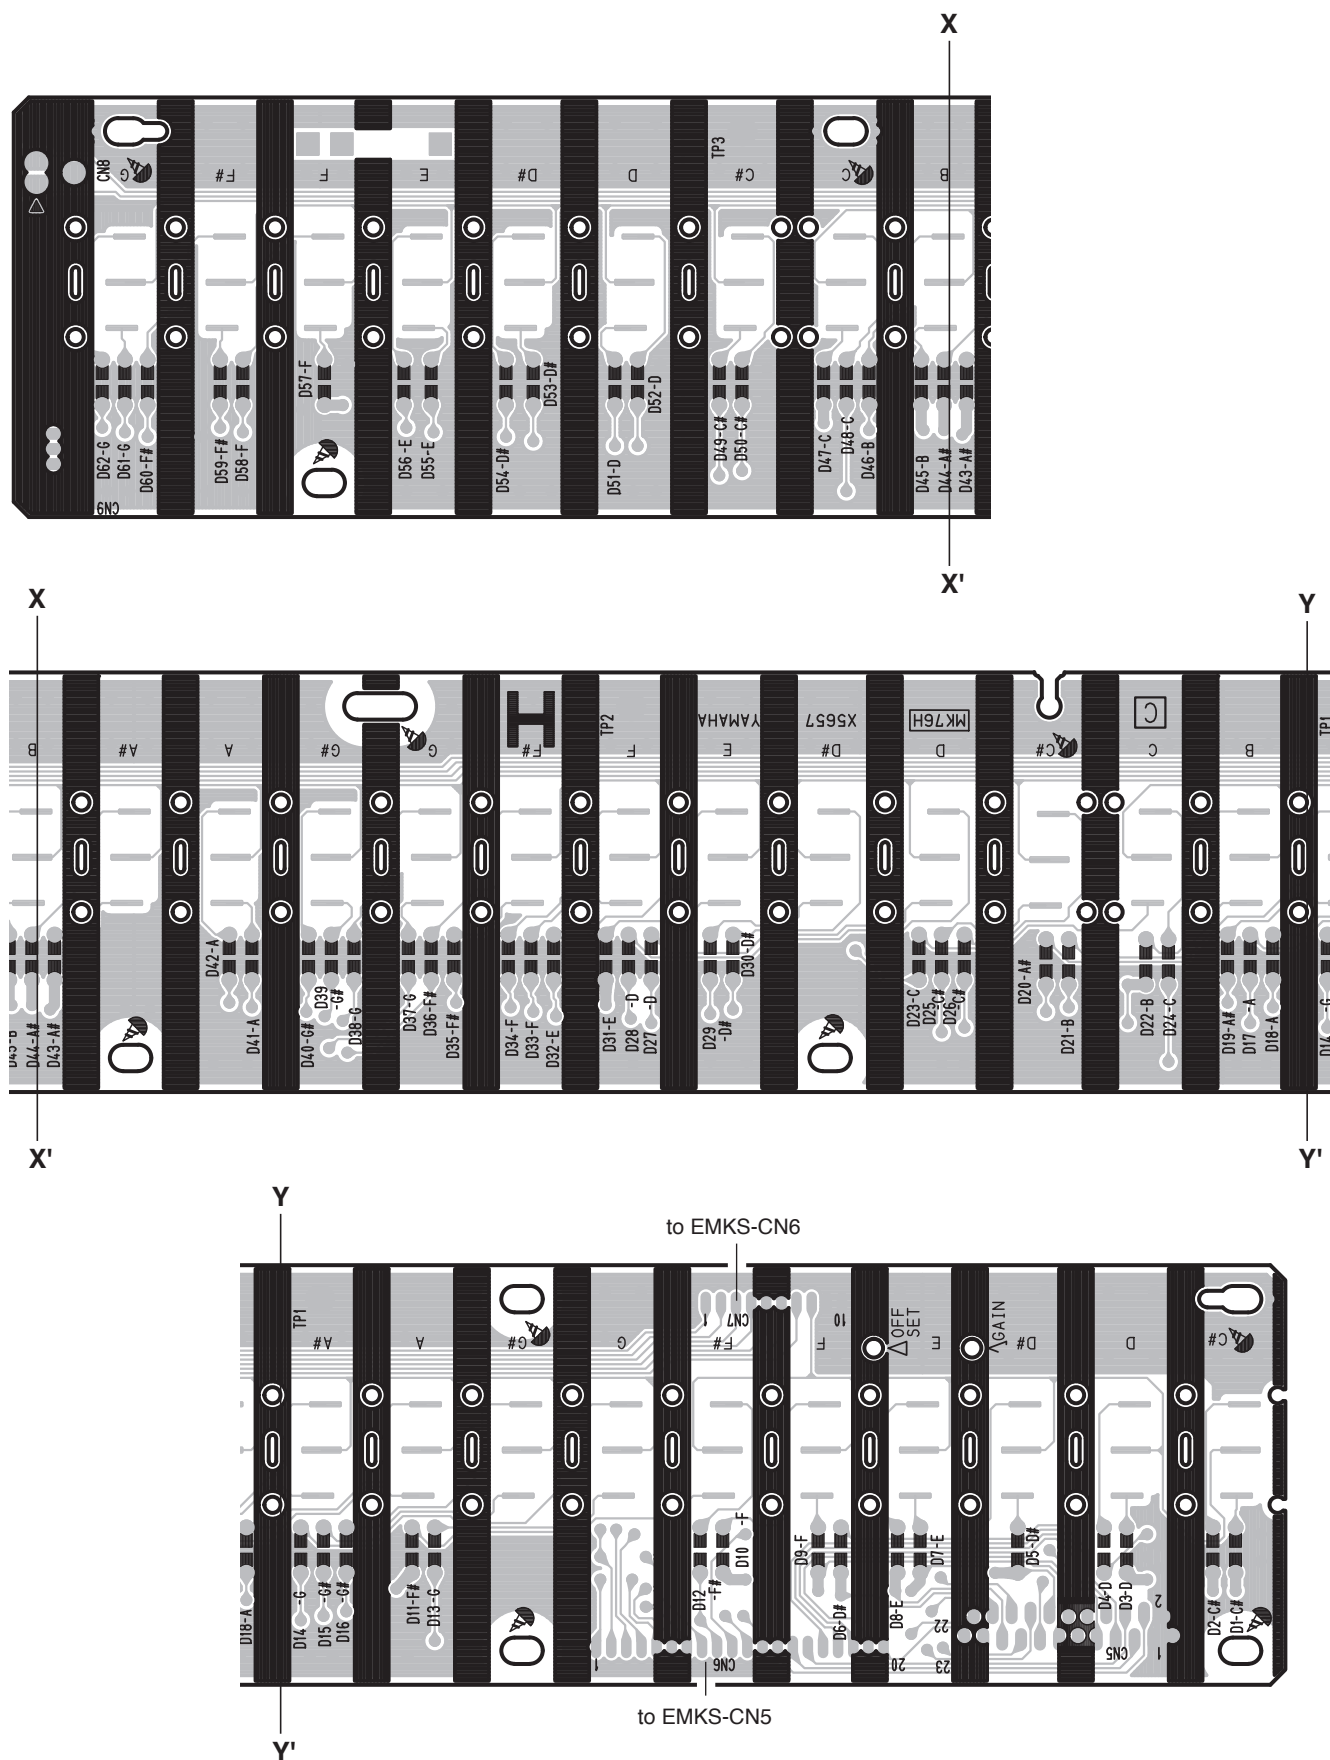 X
CN8
G
F#
F
E
D#
D
TP3
C#
C
B
D62-G
D61-G
D60-F#
D59-F#
D58-F
D57-F
D56-E
D55-E
D54-D#
D53-D#
D51-D
D52-D
D49-C#
D50-C#
D47-C
D48-C
D46-B
D45-B
D44-A#
D43-A#
CN9
X'
X
Y
B
A#
A
G#
G
H
F#
TP2
F
YAMAHA
E
X5657
D#
MK76H
D
C#
C
C
B
TP1
D45-B
D44-A#
D43-A#
D42-A
D41-A
D40-G#
D39
-G#
D38-G
D37-G
D36-F#
D35-F#
D34-F
D33-F
D32-E
D31-E
D28
-D
D27
-D
D29
-D#
D30-D#
D23-C
D25
C#
D26
C#
D20-A#
D21-B
D22-B
D24-C
D19-A#
D17
-A
D18-A
D14
-G
X'
Y'
Y
to EMKS-CN6
TP1
A#
A
G#
G
1
CN7
F#
10
F
OFF
SET
E
GAIN
D#
D
C#
D18-A
D14
-G
D15
-G#
D16
-G#
D11-F#
D13-G
D12
-F#
D10
-F
D9-F
D6-D#
D8-E
D7-E
D5-D#
D4-D
D3-D
D2-C#
D1-C#
1
CN6
20
22
23
CN5
2
1
to EMKS-CN5
Y'